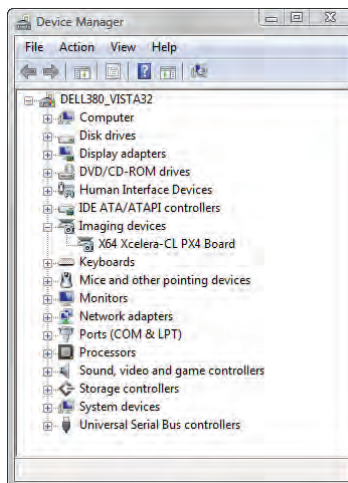 Device Manager
File Action View Help
DELL380_VISTA32
Computer
Disk drives
Display adapters
DVD/CD-ROM drives
Human Interface Devices
IDE ATA/ATAPI controllers
Imaging devices
X64 Xcelera-CL PX4 Board
Keyboards
Mice and other pointing devices
Monitors
Network adapters
Ports (COM & LPT)
Processors
Sound, video and game controllers
Storage controllers
System devices
Universal Serial Bus controllers